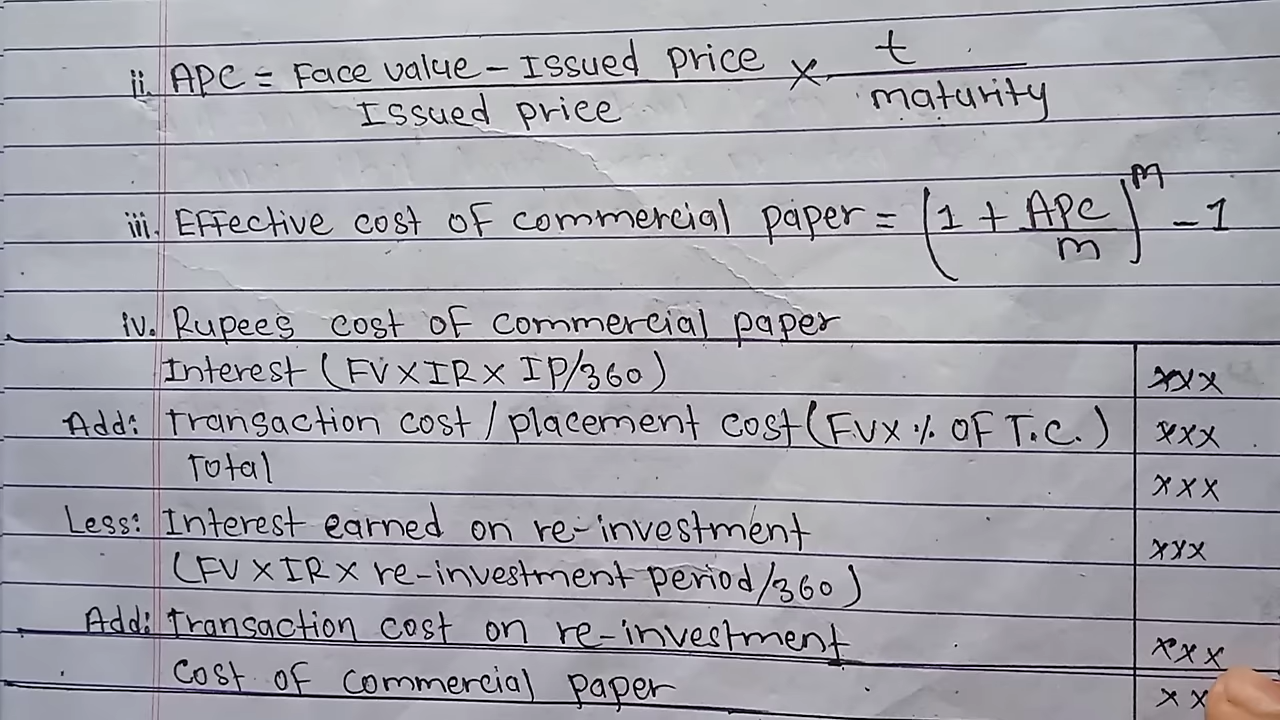 ii. APC = Face value - Issued price / Issued price × t / maturity
iii. Effective cost of commercial paper = (1 + APC / m)^m - 1
iv. Rupees cost of commercial paper
Interest (FV×IR× IP/360) xxx
Add: Transaction cost / placement cost (F.V× % OF T.C.) xxx
Total xxx
Less: Interest earned on re-investment xxx
(FV×IR× re-investment period/360)
Add: Transaction cost on re-investment xxx
cost of commercial paper xx